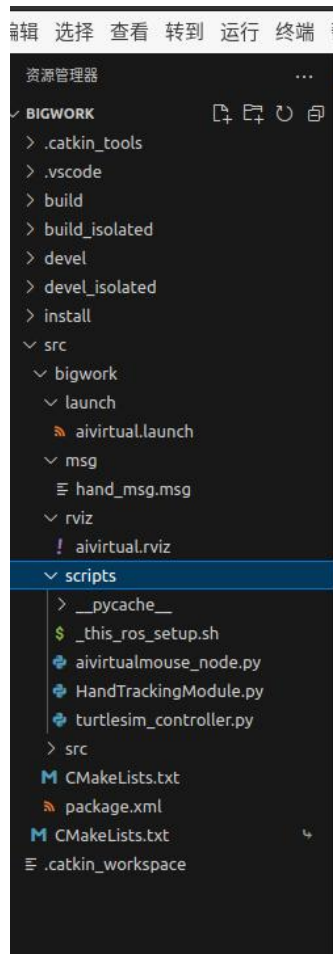 编辑 选择 查看 转到 运行 终端
资源管理器 ...
BIGWORK
.catkin_tools
.vscode
build
build_isolated
devel
devel_isolated
install
src
bigwork
launch
aivirtual.launch
msg
hand_msg.msg
rviz
aivirtual.rviz
scripts
__pycache__
_this_ros_setup.sh
aivirtualmouse_node.py
HandTrackingModule.py
turtlesim_controller.py
src
CMakeLists.txt
package.xml
CMakeLists.txt
.catkin_workspace